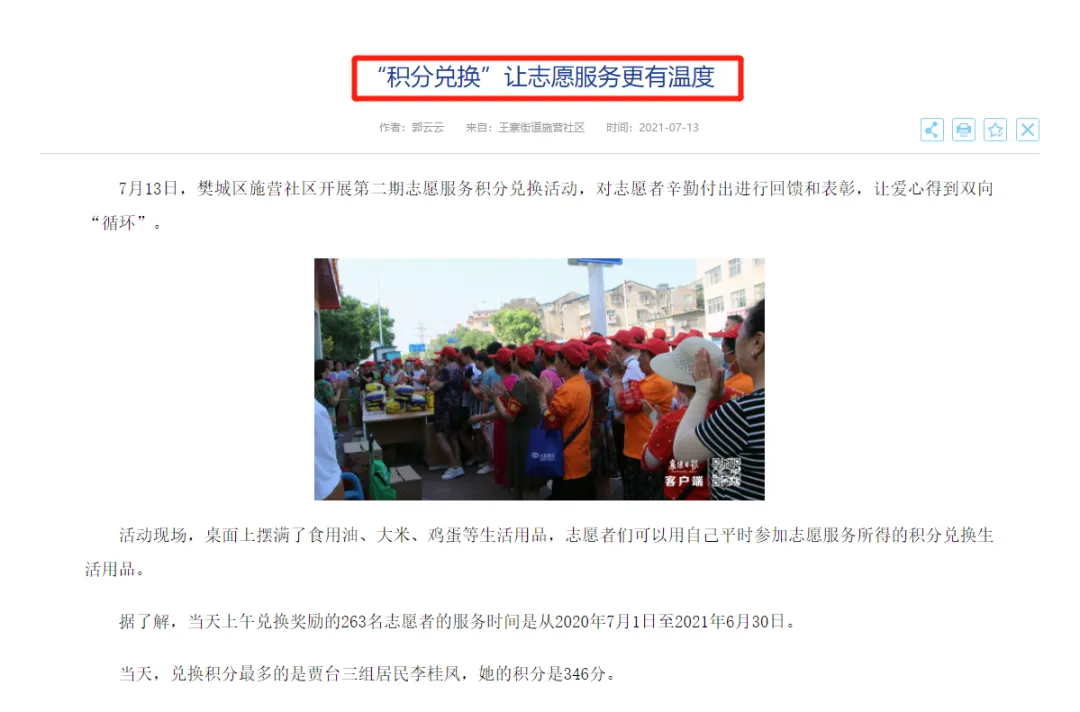 “积分兑换”让志愿服务更有温度
作者：郭云云 来自：王寨街道施营社区 时间：2021-07-13
7月13日，樊城区施营社区开展第二期志愿服务积分兑换活动，对志愿者辛勤付出进行回馈和表彰，让爱心得到双向
“循环”。
襄阳日报
客户端
活动现场，桌面上摆满了食用油、大米、鸡蛋等生活用品，志愿者们可以用自己平时参加志愿服务所得的积分兑换生
活用品。
据了解，当天上午兑换奖励的263名志愿者的服务时间是从2020年7月1日至2021年6月30日。
当天，兑换积分最多的是贾台三组居民李桂凤，她的积分是346分。